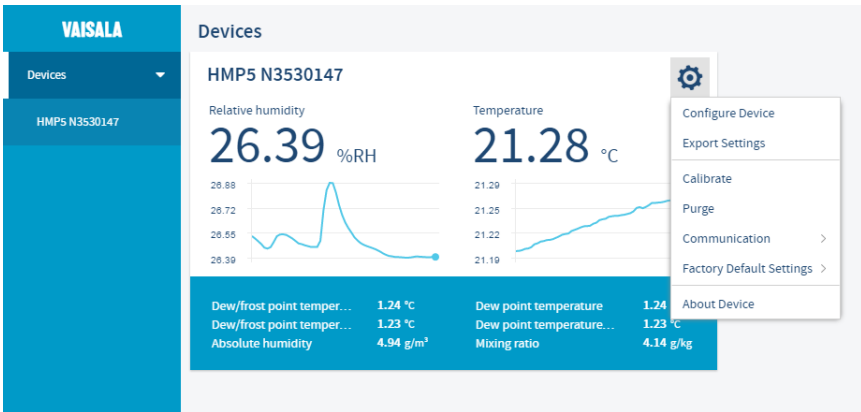 VAISALA
Devices
Devices
HMP5 N3530147
HMP5 N3530147
Relative humidity
26.39 %RH
26.88
26.72
26.55
26.39
Temperature
21.28 °C
21.29
21.25
21.22
21.19
Configure Device
Export Settings
Calibrate
Purge
Communication
Factory Default Settings
About Device
Dew/frost point temper... 1.24 °C
Dew/frost point temper... 1.23 °C
Absolute humidity 4.94 g/m³
Dew point temperature 1.24
Dew point temperature... 1.23 °C
Mixing ratio 4.14 g/kg